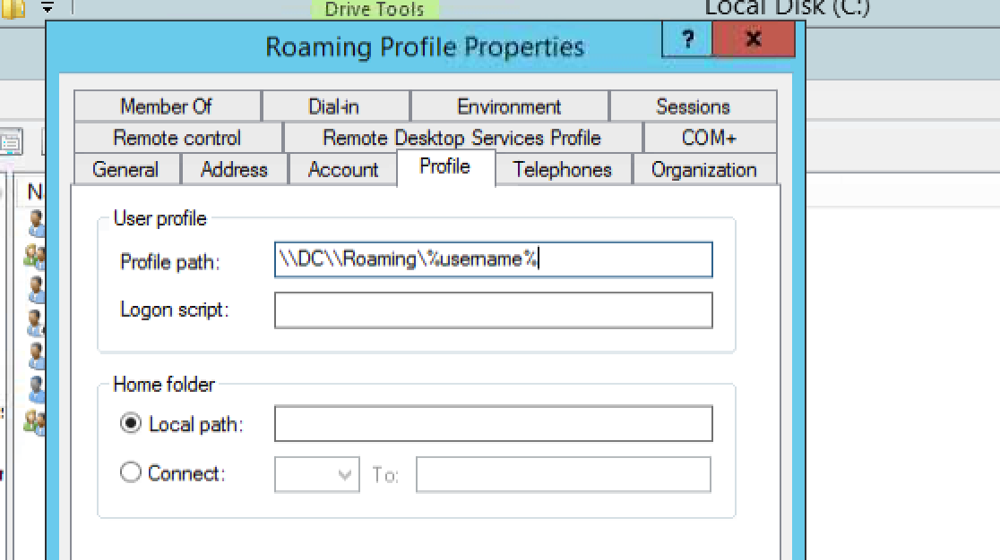 Drive Tools
Local Disk (C:)
Roaming Profile Properties
?
x
Member Of Dial-in Environment Sessions
Remote control Remote Desktop Services Profile COM+
General Address Account Profile Telephones Organization
User profile
Profile path: \\DC\\Roaming\%username%
Logon script:
Home folder
Local path:
Connect: To: